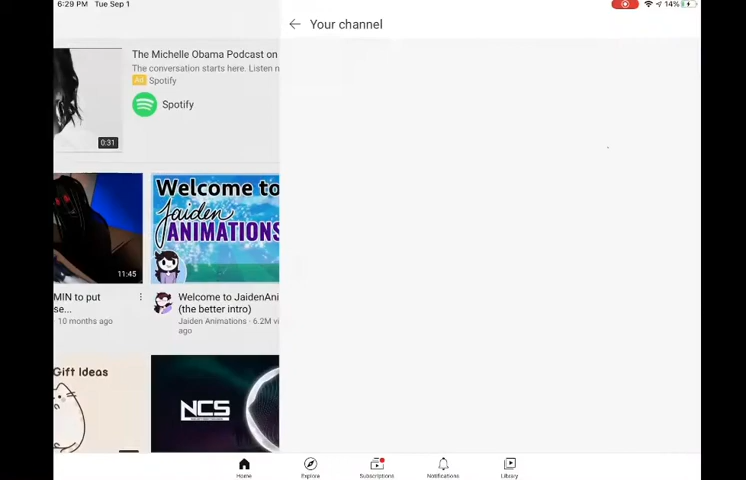 6:29 PM Tue Sep 1
14%
Your channel
The Michelle Obama Podcast on
The conversation starts here. Listen n
Ad Spotify
Spotify
0:31
Welcome to
Jaiden
ANIMATIONS
11:45
MIN to put
se...
10 months ago
Welcome to JaidenAni
(the better intro)
Jaiden Animations · 6.2M vi
ago
Gift Ideas
NCS
Home
Explore
Subscriptions
Notifications
Library